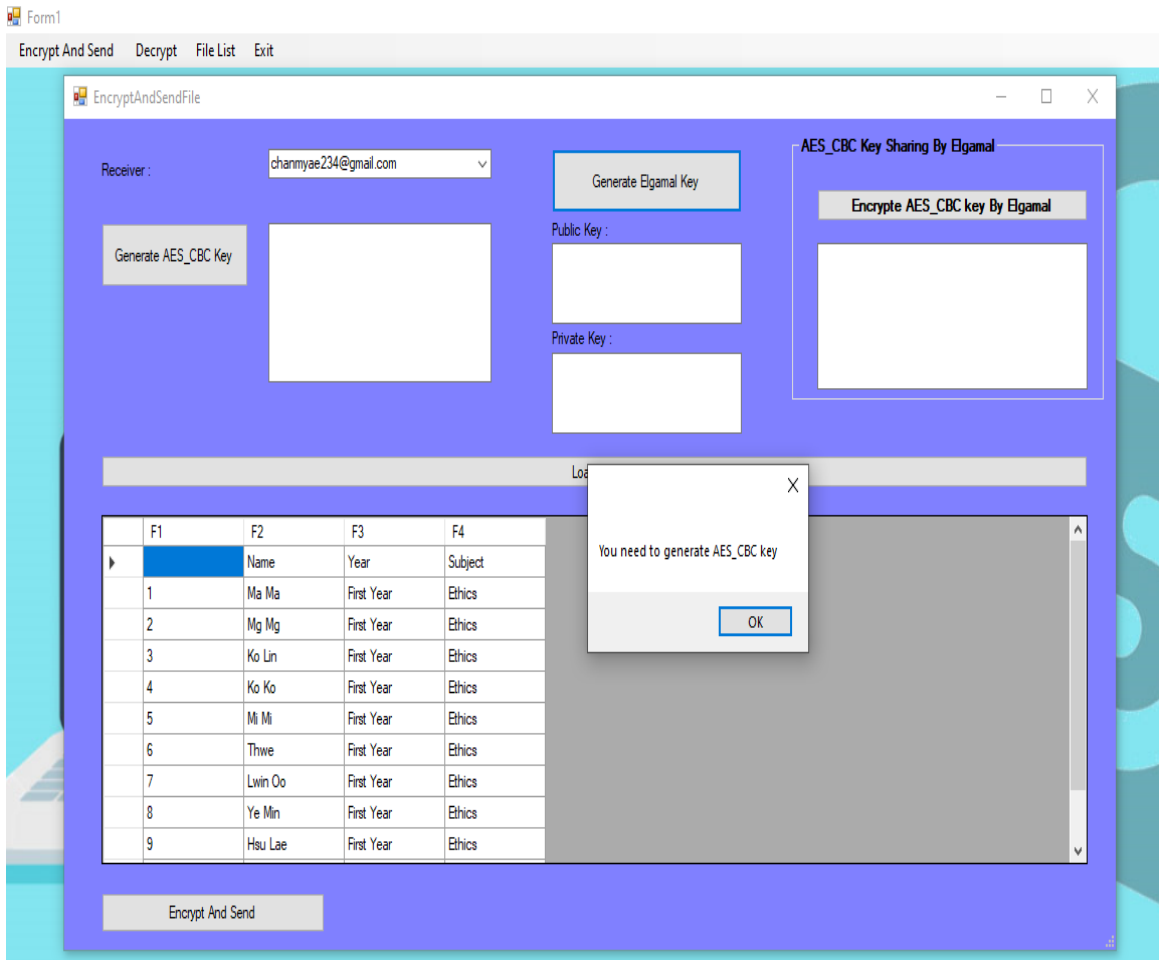 Form1
Encrypt And Send Decrypt File List Exit
EncryptAndSendFile
Receiver :
chanmyae234@gmail.com
Generate AES_CBC Key
Generate Elgamal Key
Public Key :
Private Key :
AES_CBC Key Sharing By Elgamal
Encrypte AES_CBC key By Elgamal
You need to generate AES_CBC key
OK
F1 F2 F3 F4
Name Year Subject
1 Ma Ma First Year Ethics
2 Mg Mg First Year Ethics
3 Ko Lin First Year Ethics
4 Ko Ko First Year Ethics
5 Mi Mi First Year Ethics
6 Thwe First Year Ethics
7 Lwin Oo First Year Ethics
8 Ye Min First Year Ethics
9 Hsu Lae First Year Ethics
Encrypt And Send